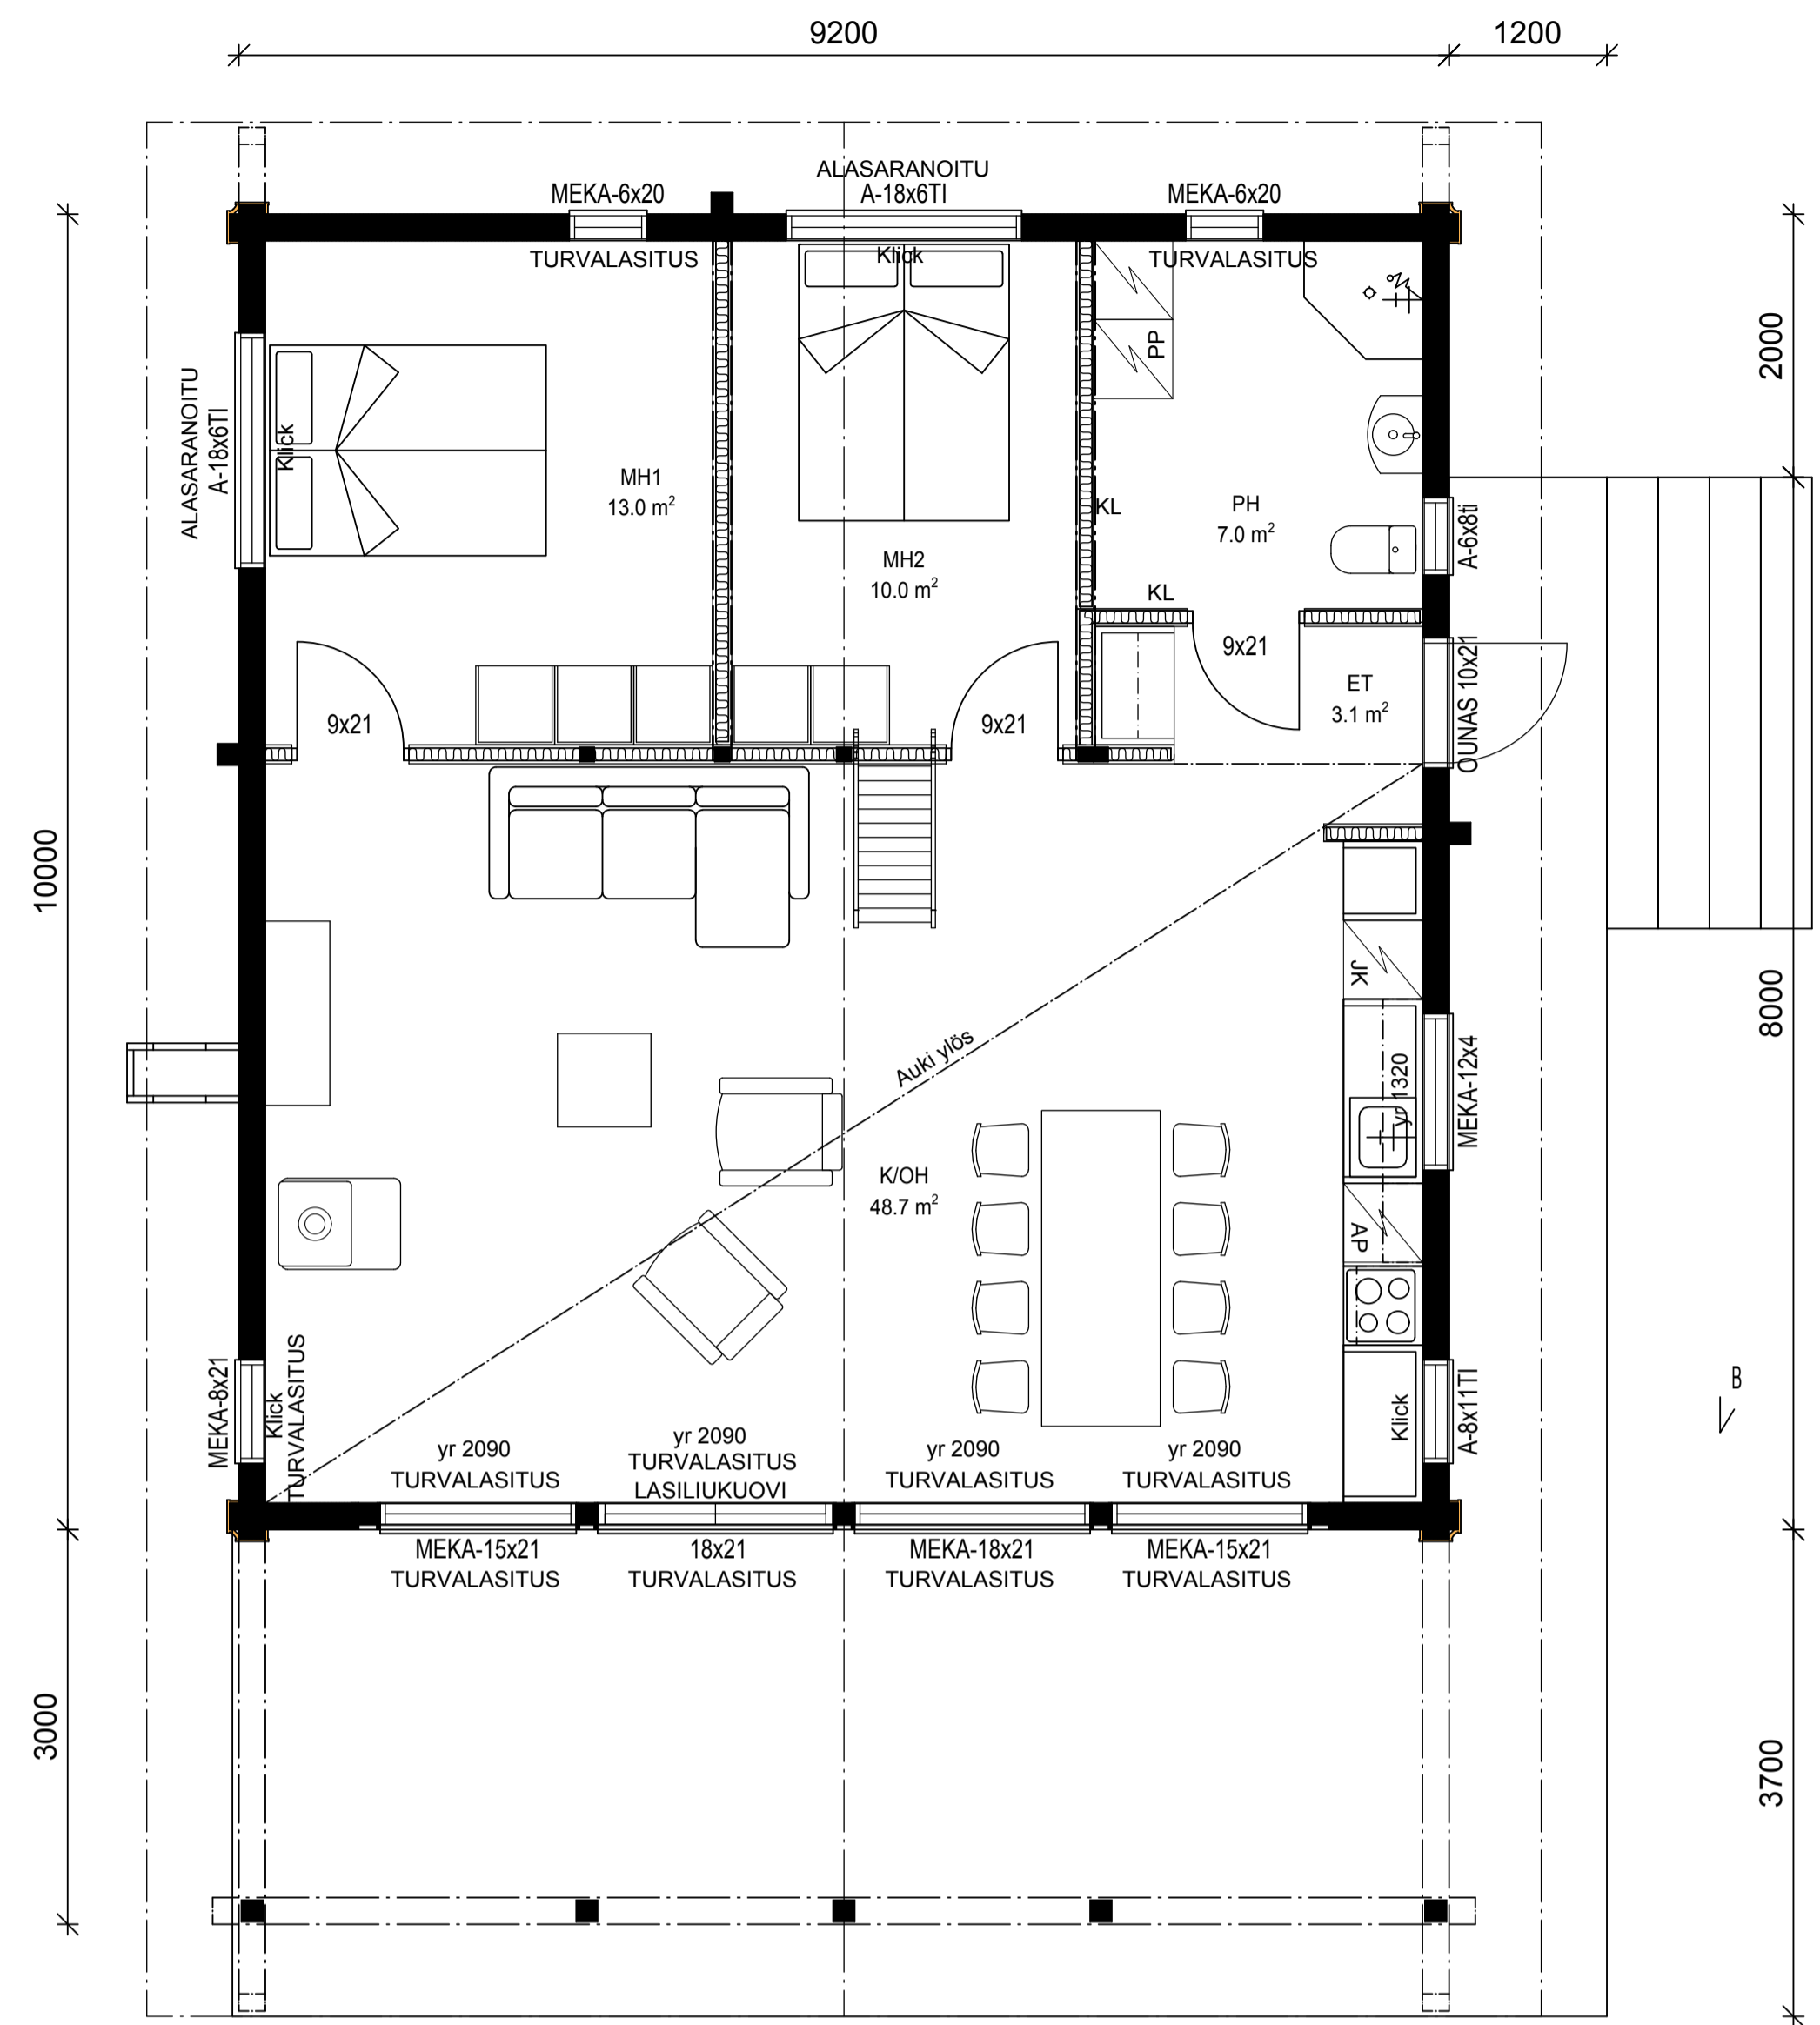 9200
1200
ALASARANOITU
MEKA-6x20
A-18x6TI
MEKA-6x20
TURVALASITUS
Klick
TURVALASITUS
2000
PP
ALASARANOITU
A-18x6TI
Klick
MH1
13.0 m²
KL
PH
7.0 m²
A-6x8ti
MH2
10.0 m²
KL
9x21
OUNAS 10x21
ET
3.1 m²
9x21
9x21
10000
JK
8000
Auki ylös
yr 1320
MEKA-12x4
K/OH
48.7 m²
AP
MEKA-8x21
Klick
TURVALASITUS
Klick
A-8x11TI
B
yr 2090
TURVALASITUS
yr 2090
TURVALASITUS
LASILIUKUOVI
yr 2090
TURVALASITUS
yr 2090
TURVALASITUS
MEKA-15x21
TURVALASITUS
18x21
TURVALASITUS
MEKA-18x21
TURVALASITUS
MEKA-15x21
TURVALASITUS
3000
3700